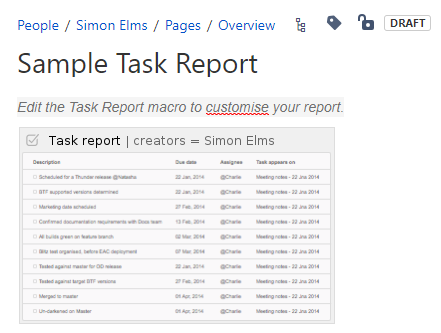 People / Simon Elms / Pages / Overview DRAFT
Sample Task Report
Edit the Task Report macro to customise your report.
Task report | creators = Simon Elms
Description Due date Assignee Task appears on
Scheduled for a Thunder release @Natasha 22 Jan, 2014 @Charlie Meeting notes - 22 Jna 2014
BTF supported versions determined 22 Jan, 2014 @Charlie Meeting notes - 22 Jna 2014
Marketing date scheduled 27 Feb, 2014 @Charlie Meeting notes - 22 Jna 2014
Confirmed documentation requirements with Docs team 13 Feb, 2014 @Charlie Meeting notes - 22 Jna 2014
All builds green on feature branch 02 Mar, 2014 @Charlie Meeting notes - 22 Jna 2014
Blitz test organised, before EAC deployment 07 Mar, 2014 @Charlie Meeting notes - 22 Jna 2014
Tested against master for OD release 22 Jan, 2014 @Charlie Meeting notes - 22 Jna 2014
Tested against target BTF versions 27 Feb, 2014 @Charlie Meeting notes - 22 Jna 2014
Merged to master 01 Apr, 2014 @Charlie Meeting notes - 22 Jna 2014
Un-darkened on Master 01 Apr, 2014 @Charlie Meeting notes - 22 Jna 2014